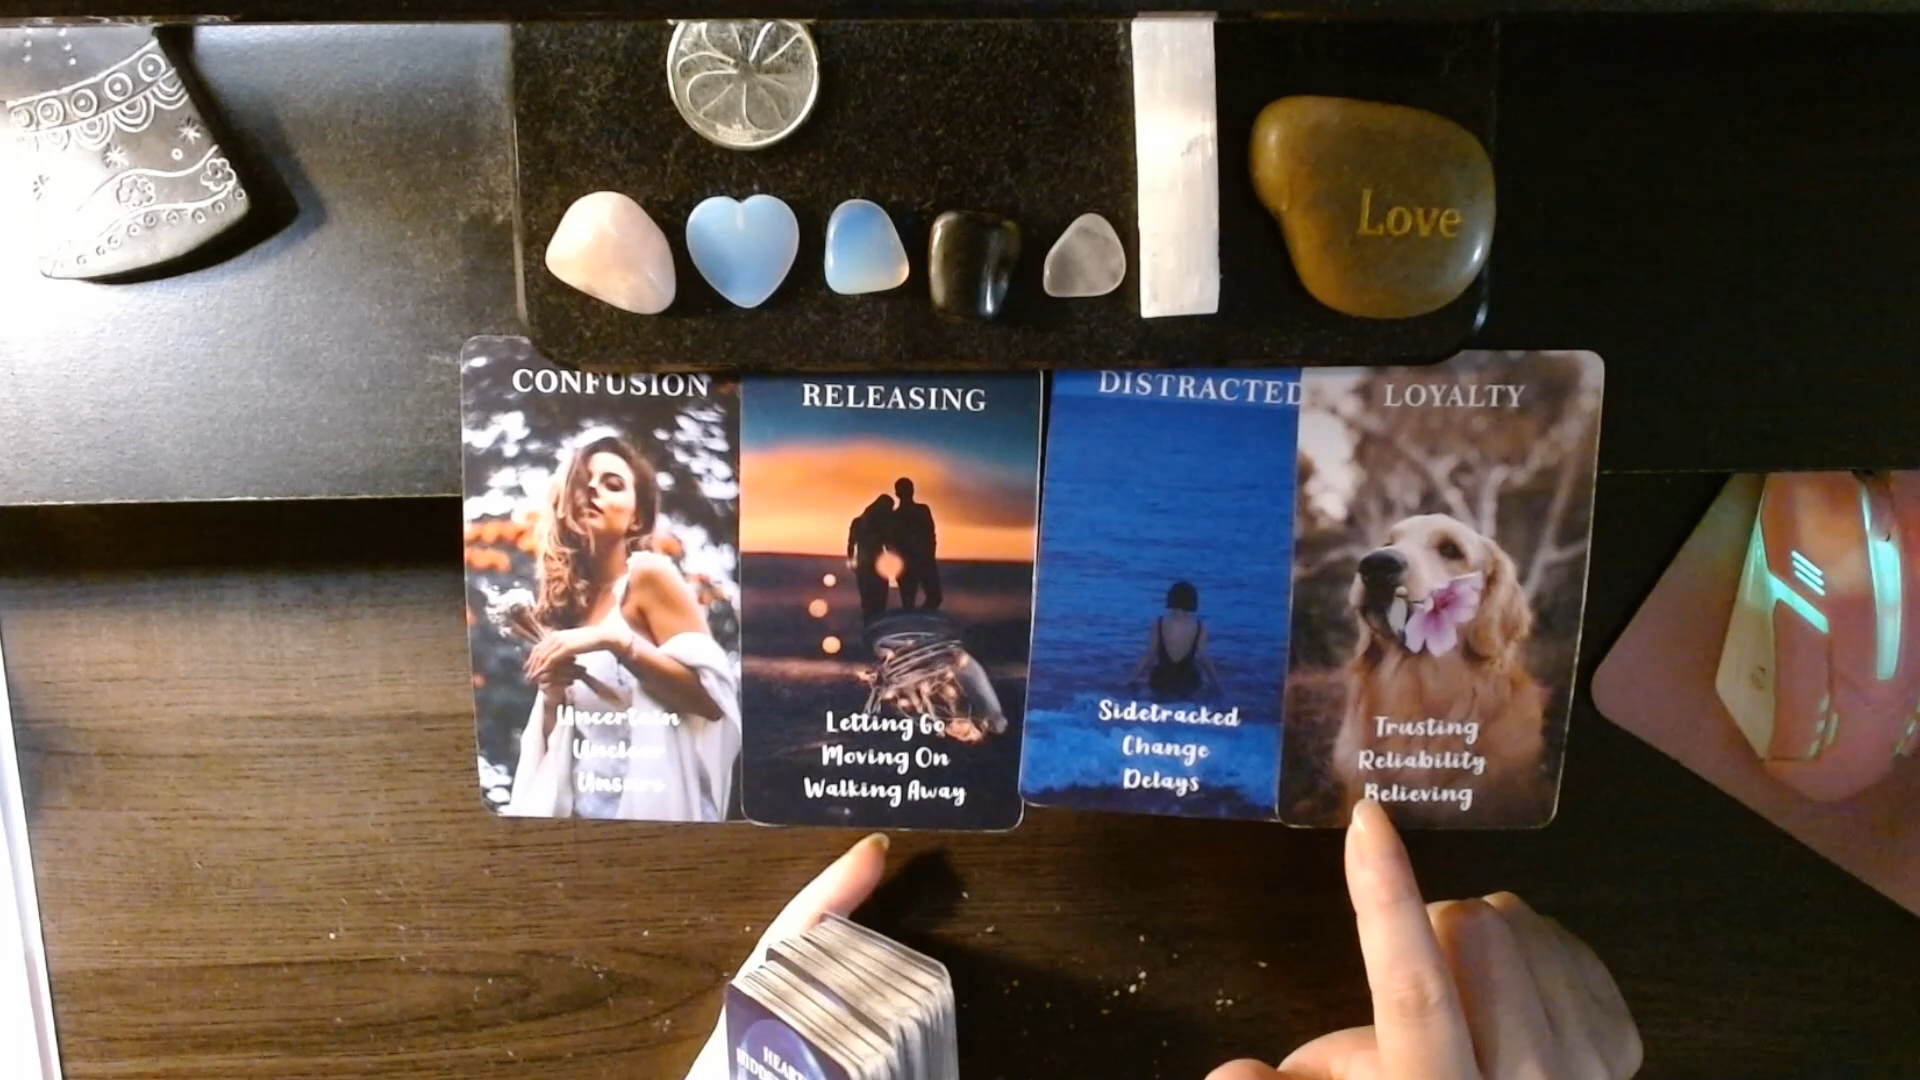 Love
CONFUSION
Uncertain
Unclear
Unsure
RELEASING
Letting Go
Moving On
Walking Away
DISTRACTED
Sidetracked
Change
Delays
LOYALTY
Trusting
Reliability
Believing
HEART